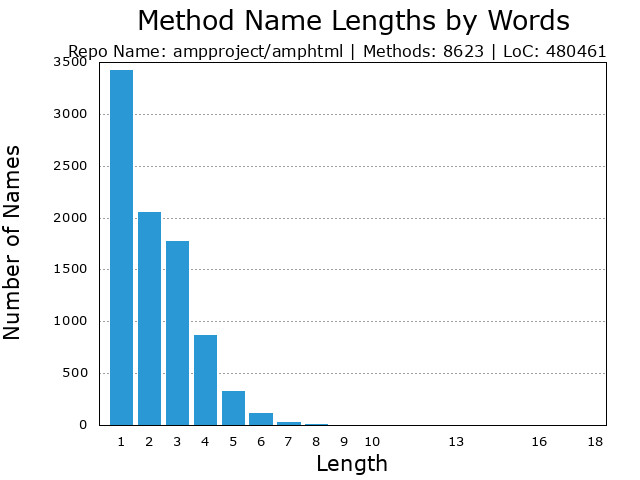 Method Name Lengths by Words
Repo Name: ampproject/amphtml | Methods: 8623 | LoC: 480461
3500
3000
2500
2000
1500
1000
500
0
Number of Names
1 2 3 4 5 6 7 8 9 10 13 16 18
Length